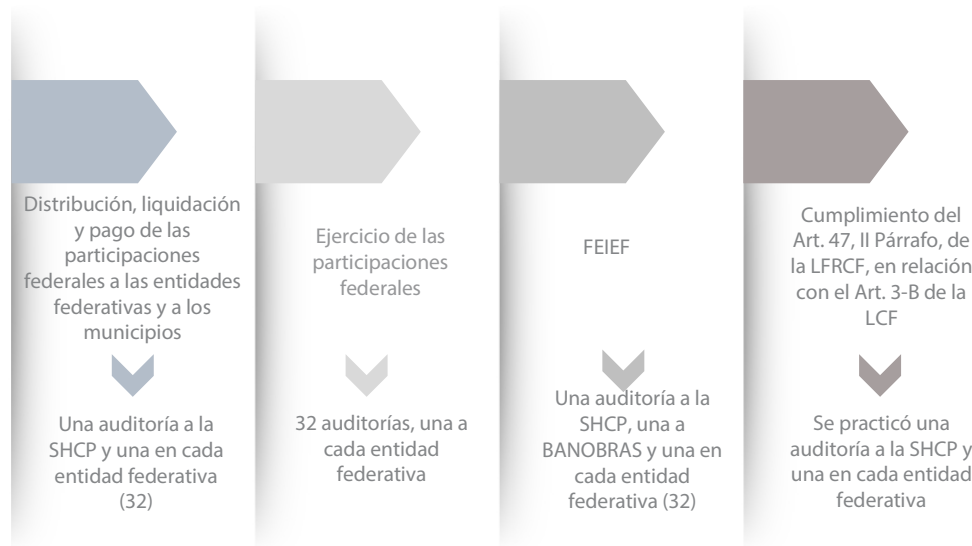 Distribución, liquidación
y pago de las
participaciones
federales a las entidades
federativas y a los
municipios
Una auditoría a la
SHCP y una en cada
entidad federativa
(32)
Ejercicio de las
participaciones
federales
32 auditorías, una a
cada entidad
federativa
FEIEF
Una auditoría a la
SHCP, una a
BANOBRAS y una en
cada entidad
federativa (32)
Cumplimiento del
Art. 47, II Párrafo, de
la LFRCF, en relación
con el Art. 3-B de la
LCF
Se practicó una
auditoría a la SHCP y
una en cada entidad
federativa